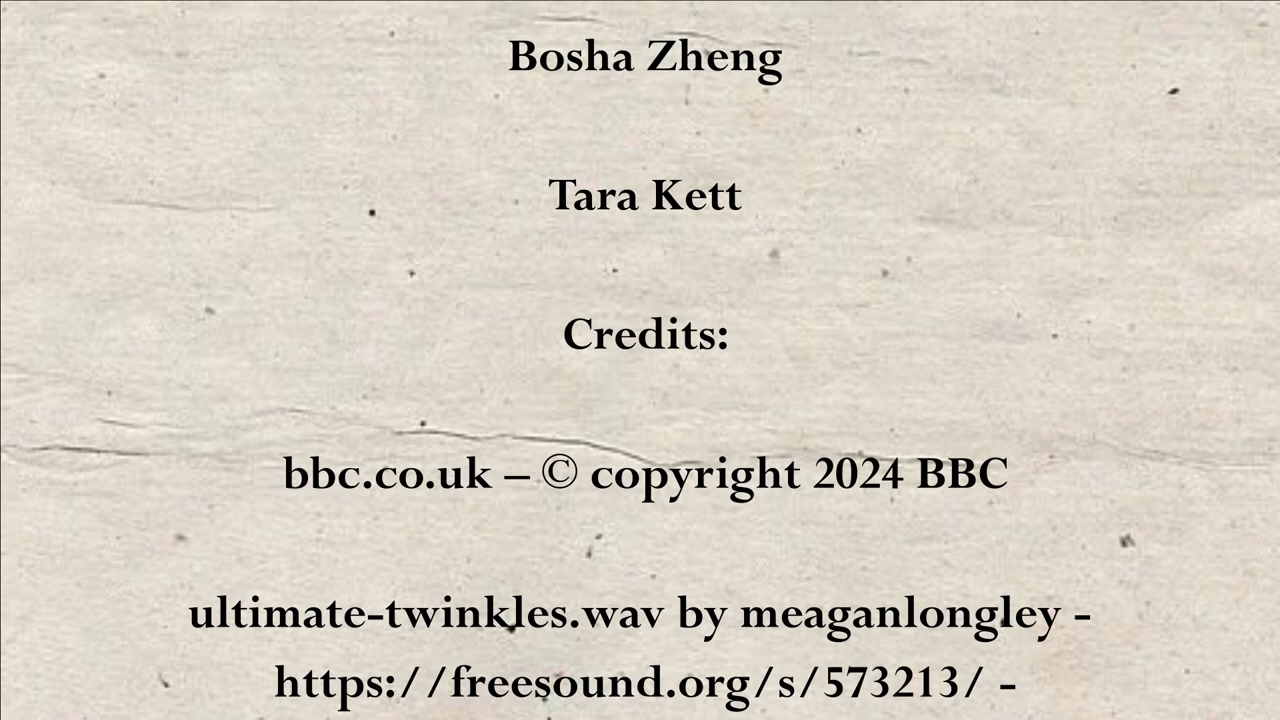 Bosha Zheng
Tara Kett
Credits:
bbc.co.uk – © copyright 2024 BBC
ultimate-twinkles.wav by meaganlongley -
https://freesound.org/s/573213/ -